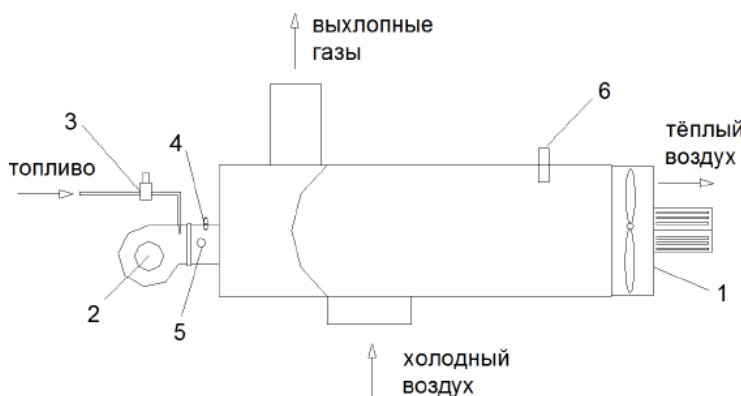 выхлопные
газы
6
3
тёплый
воздух
4
топливо
1
2
5
холодный
воздух